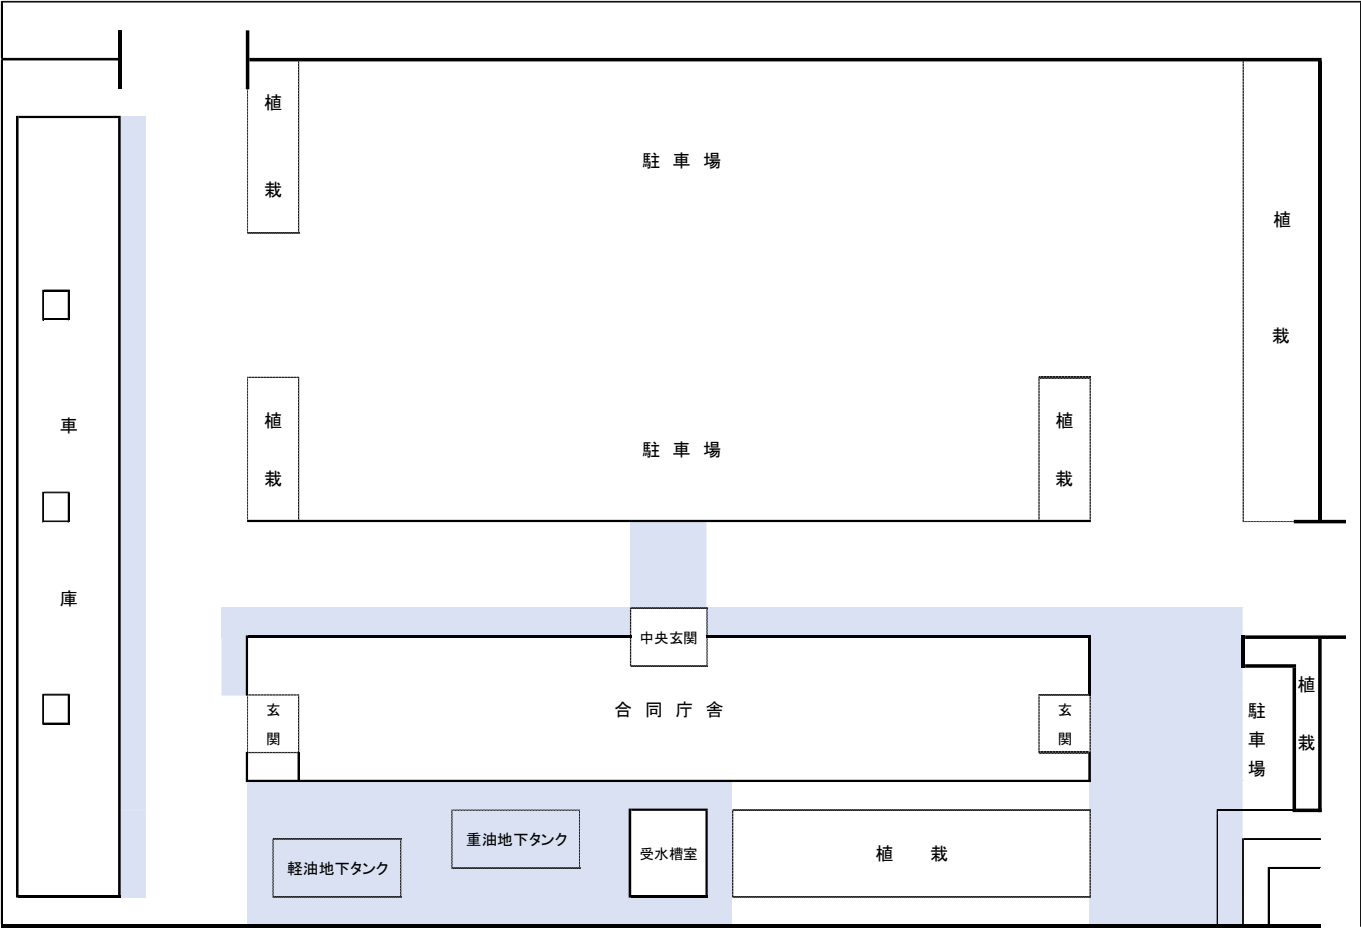 植
栽
駐車場
植
栽
車
庫
植
栽
駐車場
植
栽
中央玄関
合同庁舎
玄
関
玄
関
駐
車
場
植
栽
軽油地下タンク
重油地下タンク
受水槽室
植栽